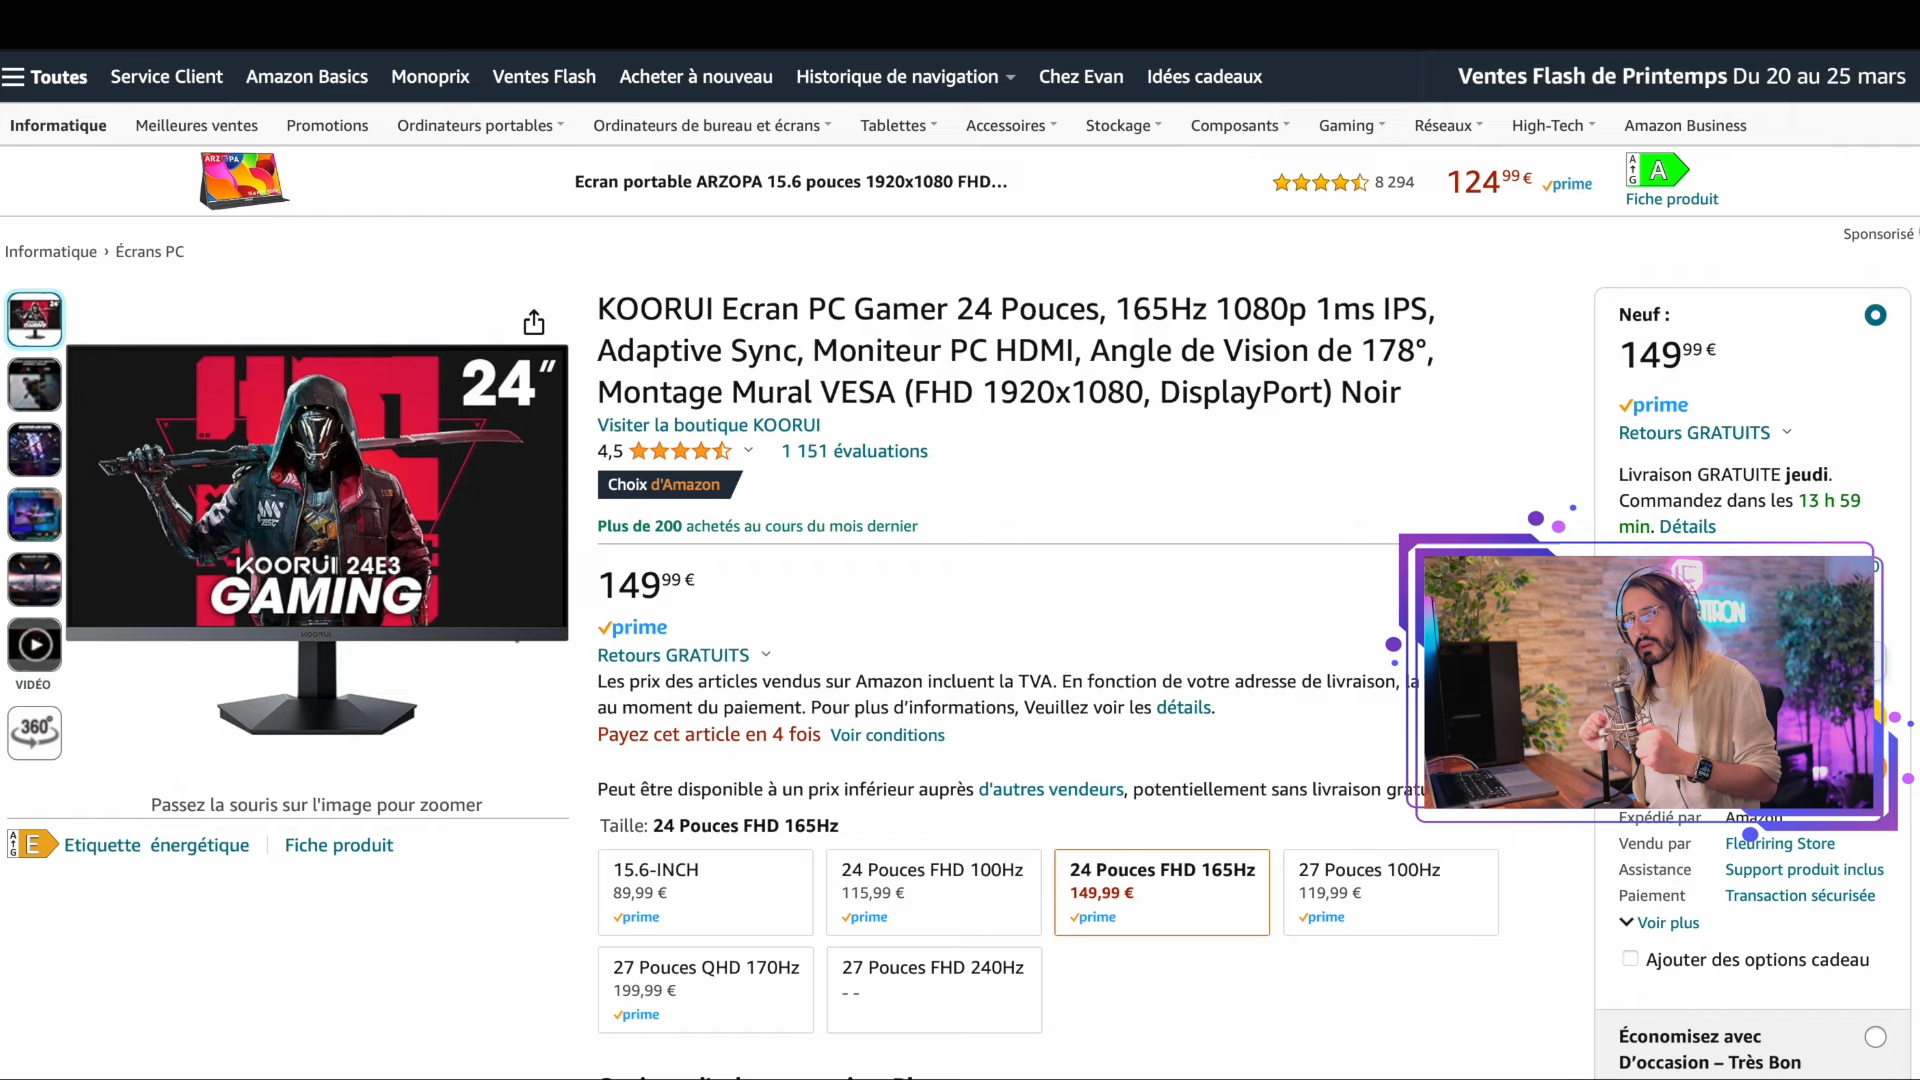 Toutes Service Client Amazon Basics Monoprix Ventes Flash Acheter à nouveau Historique de navigation Chez Evan Idées cadeaux Ventes Flash de Printemps Du 20 au 25 mars
Informatique Meilleures ventes Promotions Ordinateurs portables Ordinateurs de bureau et écrans Tablettes Accessoires Stockage Composants Gaming Réseaux High-Tech Amazon Business
ARZOPA
Ecran portable ARZOPA 15.6 pouces 1920x1080 FHD...
8 294
124,99 €
prime
A
G
A
Fiche produit
Sponsorisé
Informatique › Écrans PC
24"
KOORUI 24E3
GAMING
KOORUI
VIDÉO
360°
Passez la souris sur l'image pour zoomer
A
G
E
Etiquette énergétique
Fiche produit
KOORUI Ecran PC Gamer 24 Pouces, 165Hz 1080p 1ms IPS,
Adaptive Sync, Moniteur PC HDMI, Angle de Vision de 178°,
Montage Mural VESA (FHD 1920x1080, DisplayPort) Noir
Visiter la boutique KOORUI
4,5 1 151 évaluations
Choix d'Amazon
Plus de 200 achetés au cours du mois dernier
149,99 €
prime
Retours GRATUITS
Les prix des articles vendus sur Amazon incluent la TVA. En fonction de votre adresse de livraison, la
au moment du paiement. Pour plus d'informations, Veuillez voir les détails.
Payez cet article en 4 fois Voir conditions
Peut être disponible à un prix inférieur auprès d'autres vendeurs, potentiellement sans livraison
Taille: 24 Pouces FHD 165Hz
15.6-INCH
89,99 €
prime
24 Pouces FHD 100Hz
115,99 €
prime
24 Pouces FHD 165Hz
149,99 €
prime
27 Pouces 100Hz
119,99 €
prime
27 Pouces QHD 170Hz
199,99 €
prime
27 Pouces FHD 240Hz
- -
Neuf :
149,99 €
prime
Retours GRATUITS
Livraison GRATUITE jeudi.
Commandez dans les 13 h 59
min. Détails
Expédié par Amazon
Vendu par Fleuriring Store
Assistance Support produit inclus
Paiement Transaction sécurisée
Voir plus
Ajouter des options cadeau
Économisez avec
D'occasion – Très Bon